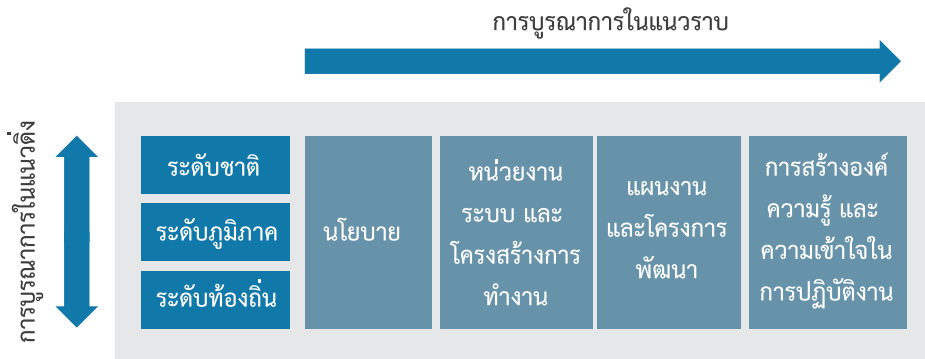 การบูรณาการในแนวราบ
การบูรณาการในแนวดิ่ง
ระดับชาติ
ระดับภูมิภาค
ระดับท้องถิ่น
นโยบาย
หน่วยงาน
ระบบ และ
โครงสร้างการ
ทำงาน
แผนงาน
และโครงการ
พัฒนา
การสร้างองค์
ความรู้ และ
ความเข้าใจใน
การปฏิบัติงาน